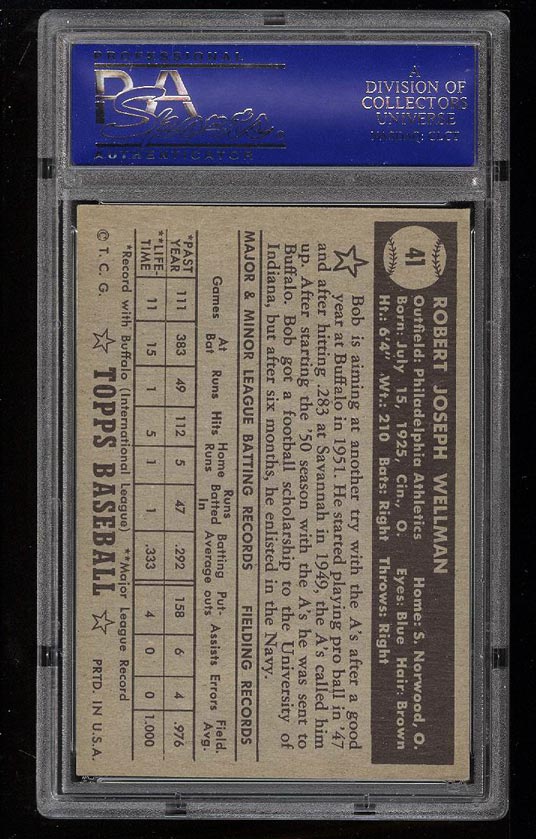 PROFESSIONAL
PSA
Sports
AUTHENTICATOR
A
DIVISION OF
COLLECTORS
UNIVERSE
NASDAQ: CLCT
41
ROBERT JOSEPH WELLMAN
Outfield: Philadelphia Athletics Home: S. Norwood, O.
Born: July 15, 1925, Cin., O. Eyes: Blue Hair: Brown
Ht.: 6'4" Wt.: 210 Bats: Right Throws: Right
Bob is aiming at another try with the A's after a good
year at Buffalo in 1951. He started playing pro ball in '47
and after hitting .283 at Savannah in 1949, the A's called him
up. After starting the '50 season with the A's he was sent to
Buffalo. Bob got a football scholarship to the University of
Indiana, but after six months, he enlisted in the Navy.
MAJOR & MINOR LEAGUE BATTING RECORDS FIELDING RECORDS
Games At Bat Runs Hits Home Runs Runs Batted In Batting Average Put-outs Assists Errors Field. Avg.
*PAST YEAR 111 383 49 112 5 47 .292 158 6 4 .976
**LIFE-TIME 11 15 1 5 1 1 .333 4 0 0 1.000
*Record with Buffalo (International League) **Major League Record
© T. C. G. TOPPS BASEBALL PRTD. IN U.S.A.